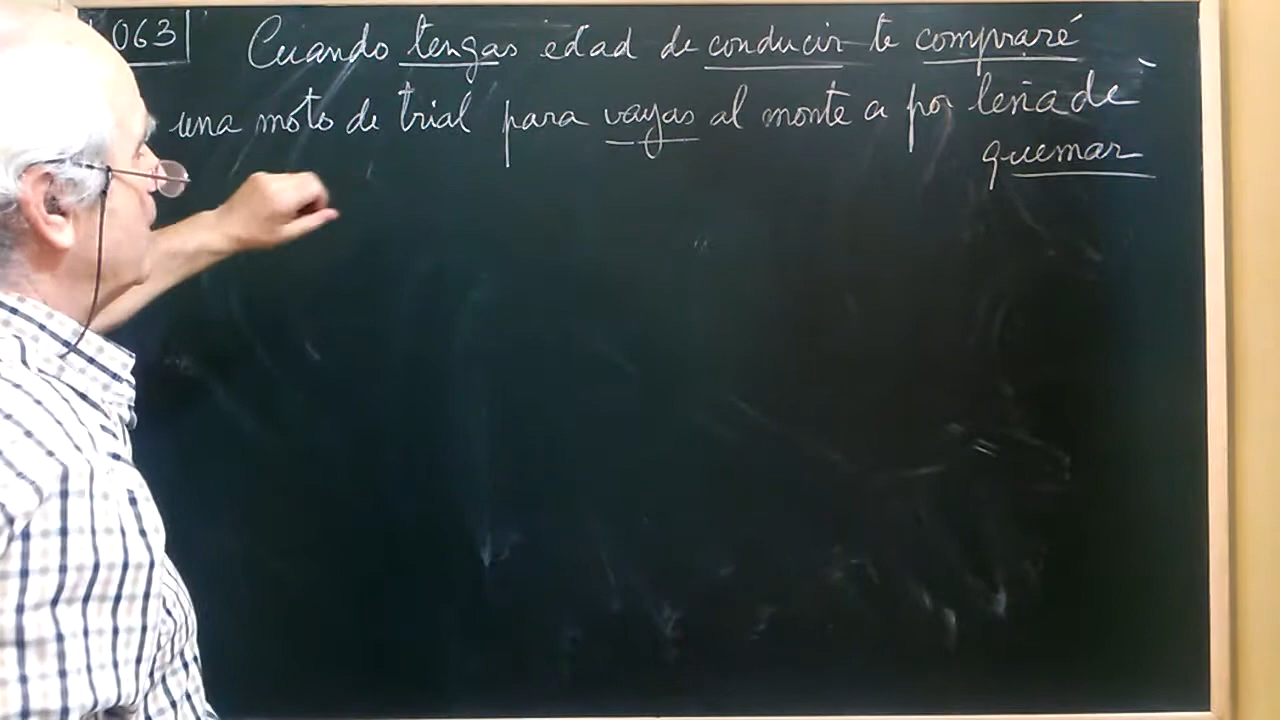 063 Cuando tengas edad de conducir te compraré
una moto de trial para vayas al monte a por leña de
quemar